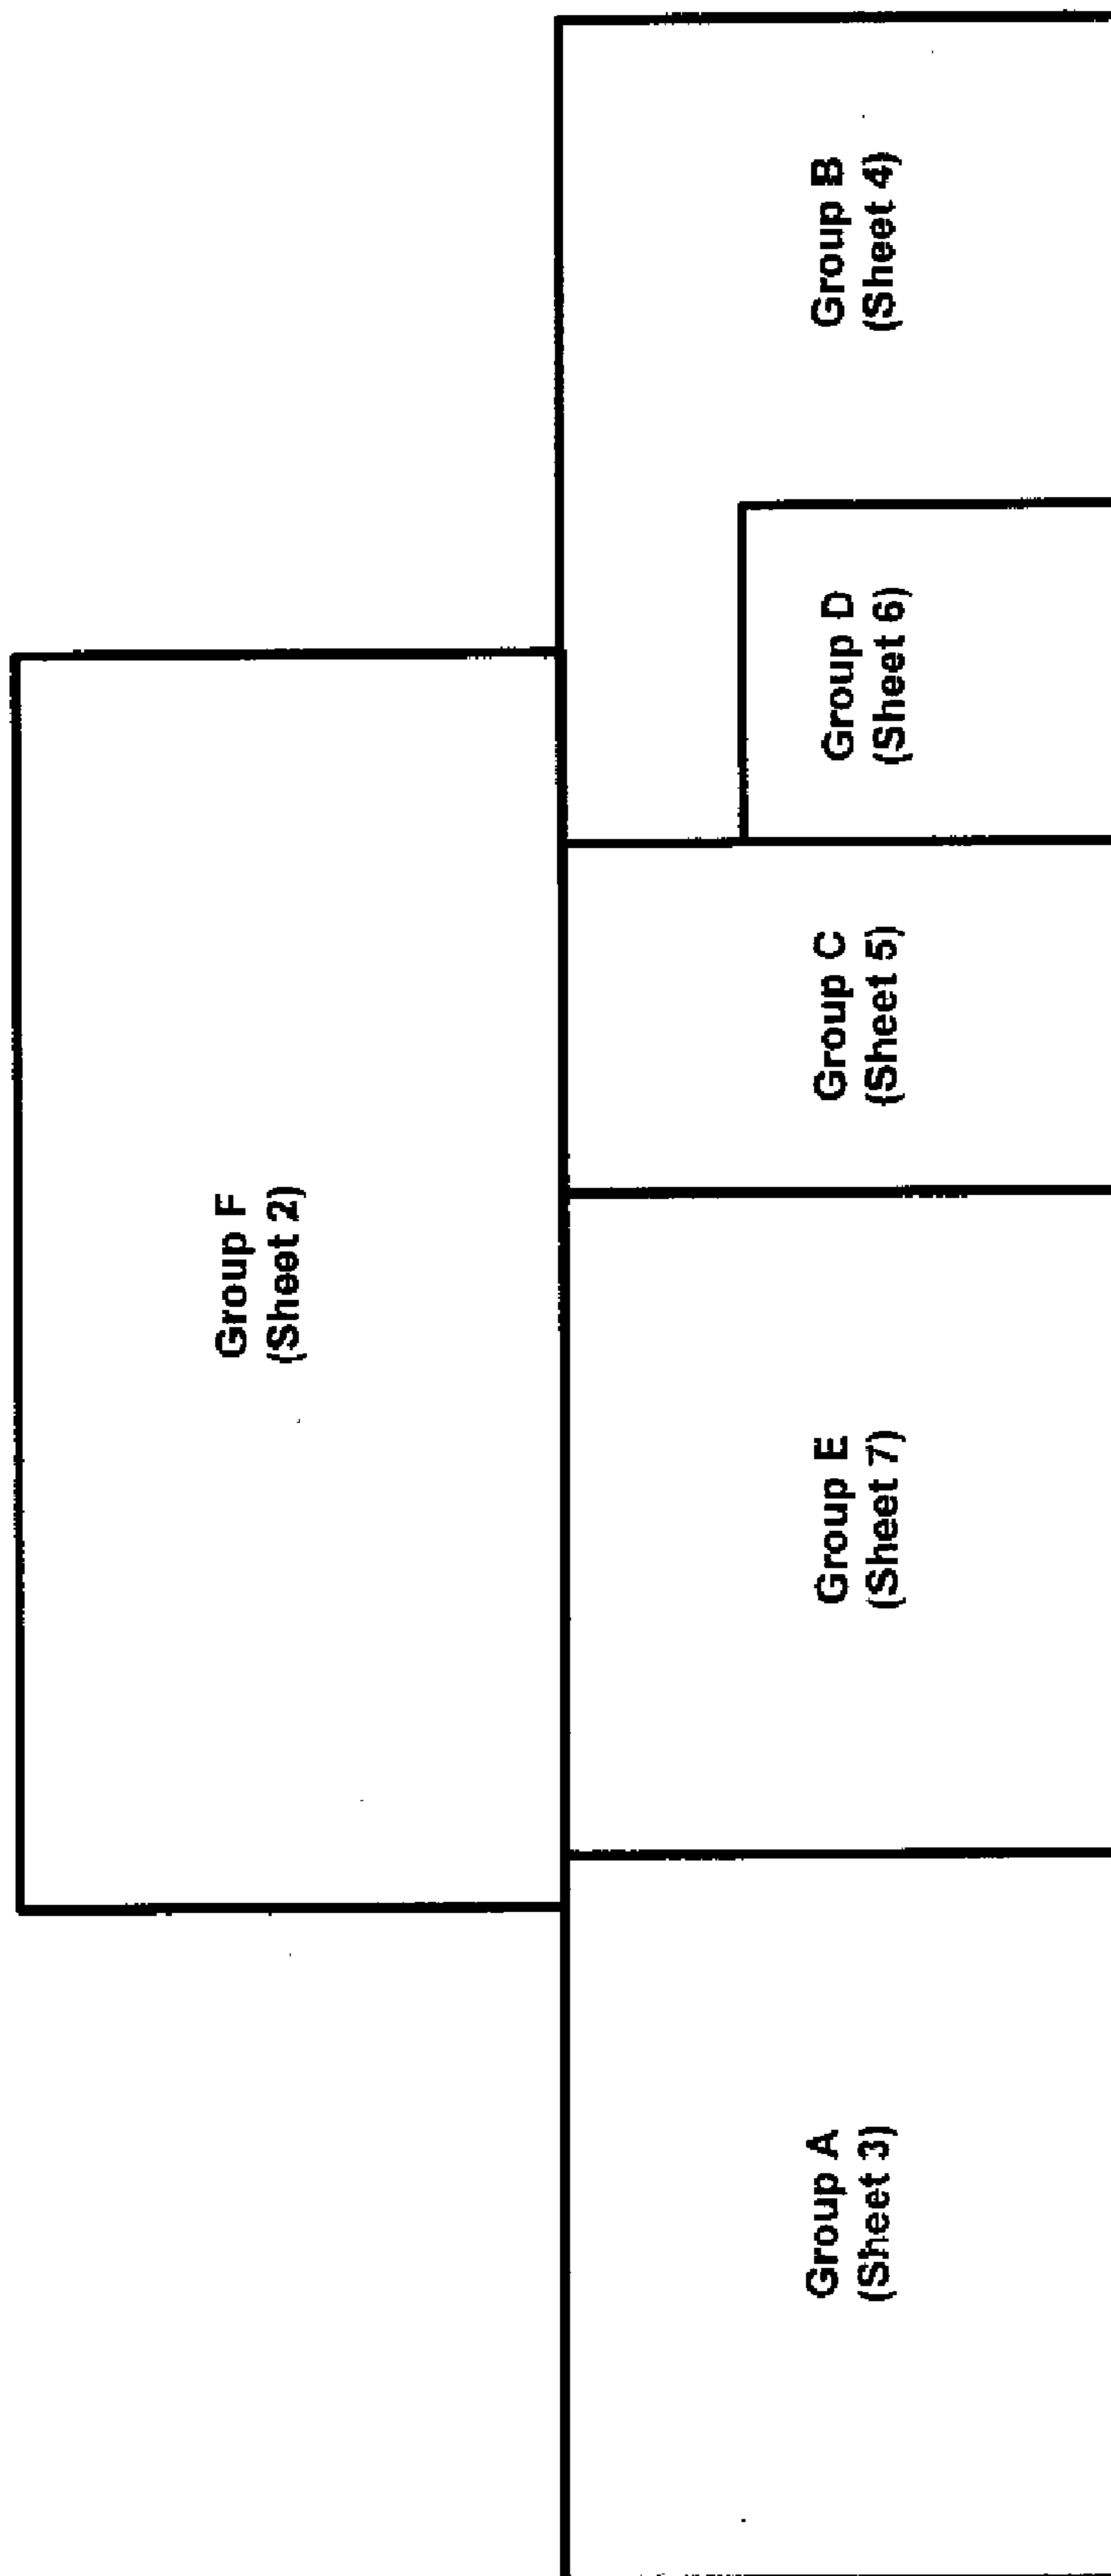 Group F
(Sheet 2)
Group A
(Sheet 3)
Group E
(Sheet 7)
Group C
(Sheet 5)
Group D
(Sheet 6)
Group B
(Sheet 4)